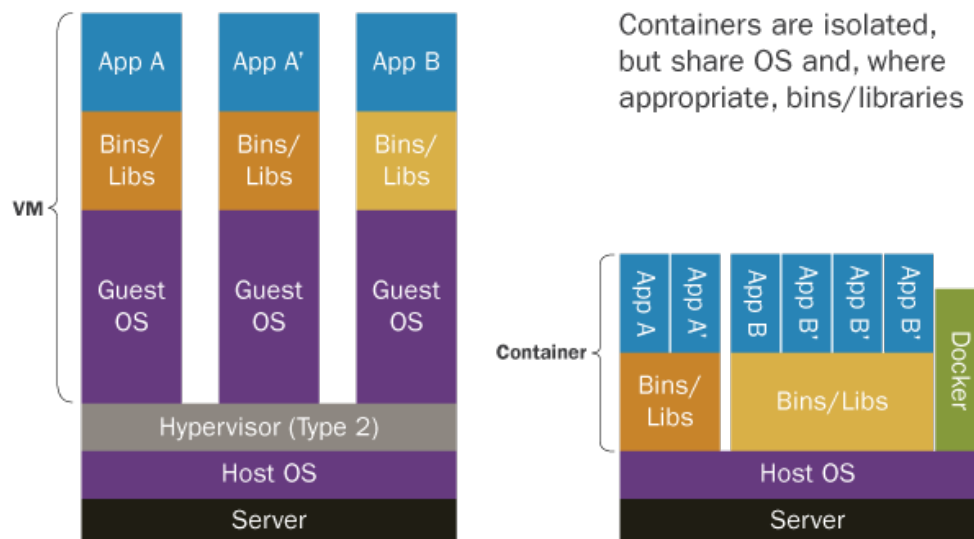 App A
App A’
App B
Bins/
Libs
Bins/
Libs
Bins/
Libs
VM
Guest
OS
Guest
OS
Guest
OS
Hypervisor (Type 2)
Host OS
Server
Containers are isolated,
but share OS and, where
appropriate, bins/libraries
Container
App A
App A’
App B
App B’
App B’
App B’
Docker
Bins/
Libs
Bins/Libs
Host OS
Server